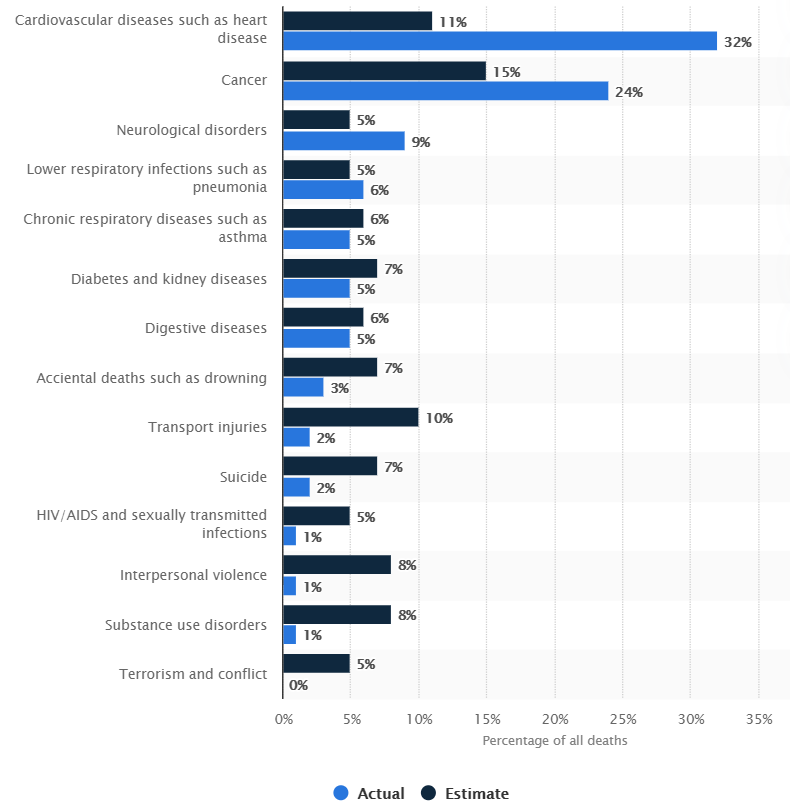 Cardiovascular diseases such as heart
disease
11%
32%
Cancer
15%
24%
Neurological disorders
5%
9%
Lower respiratory infections such as
pneumonia
5%
6%
Chronic respiratory diseases such as
asthma
6%
5%
Diabetes and kidney diseases
7%
5%
Digestive diseases
6%
5%
Acciental deaths such as drowning
7%
3%
Transport injuries
10%
2%
Suicide
7%
2%
HIV/AIDS and sexually transmitted
infections
5%
1%
Interpersonal violence
8%
1%
Substance use disorders
8%
1%
Terrorism and conflict
5%
0%
0% 5% 10% 15% 20% 25% 30% 35%
Percentage of all deaths
Actual Estimate